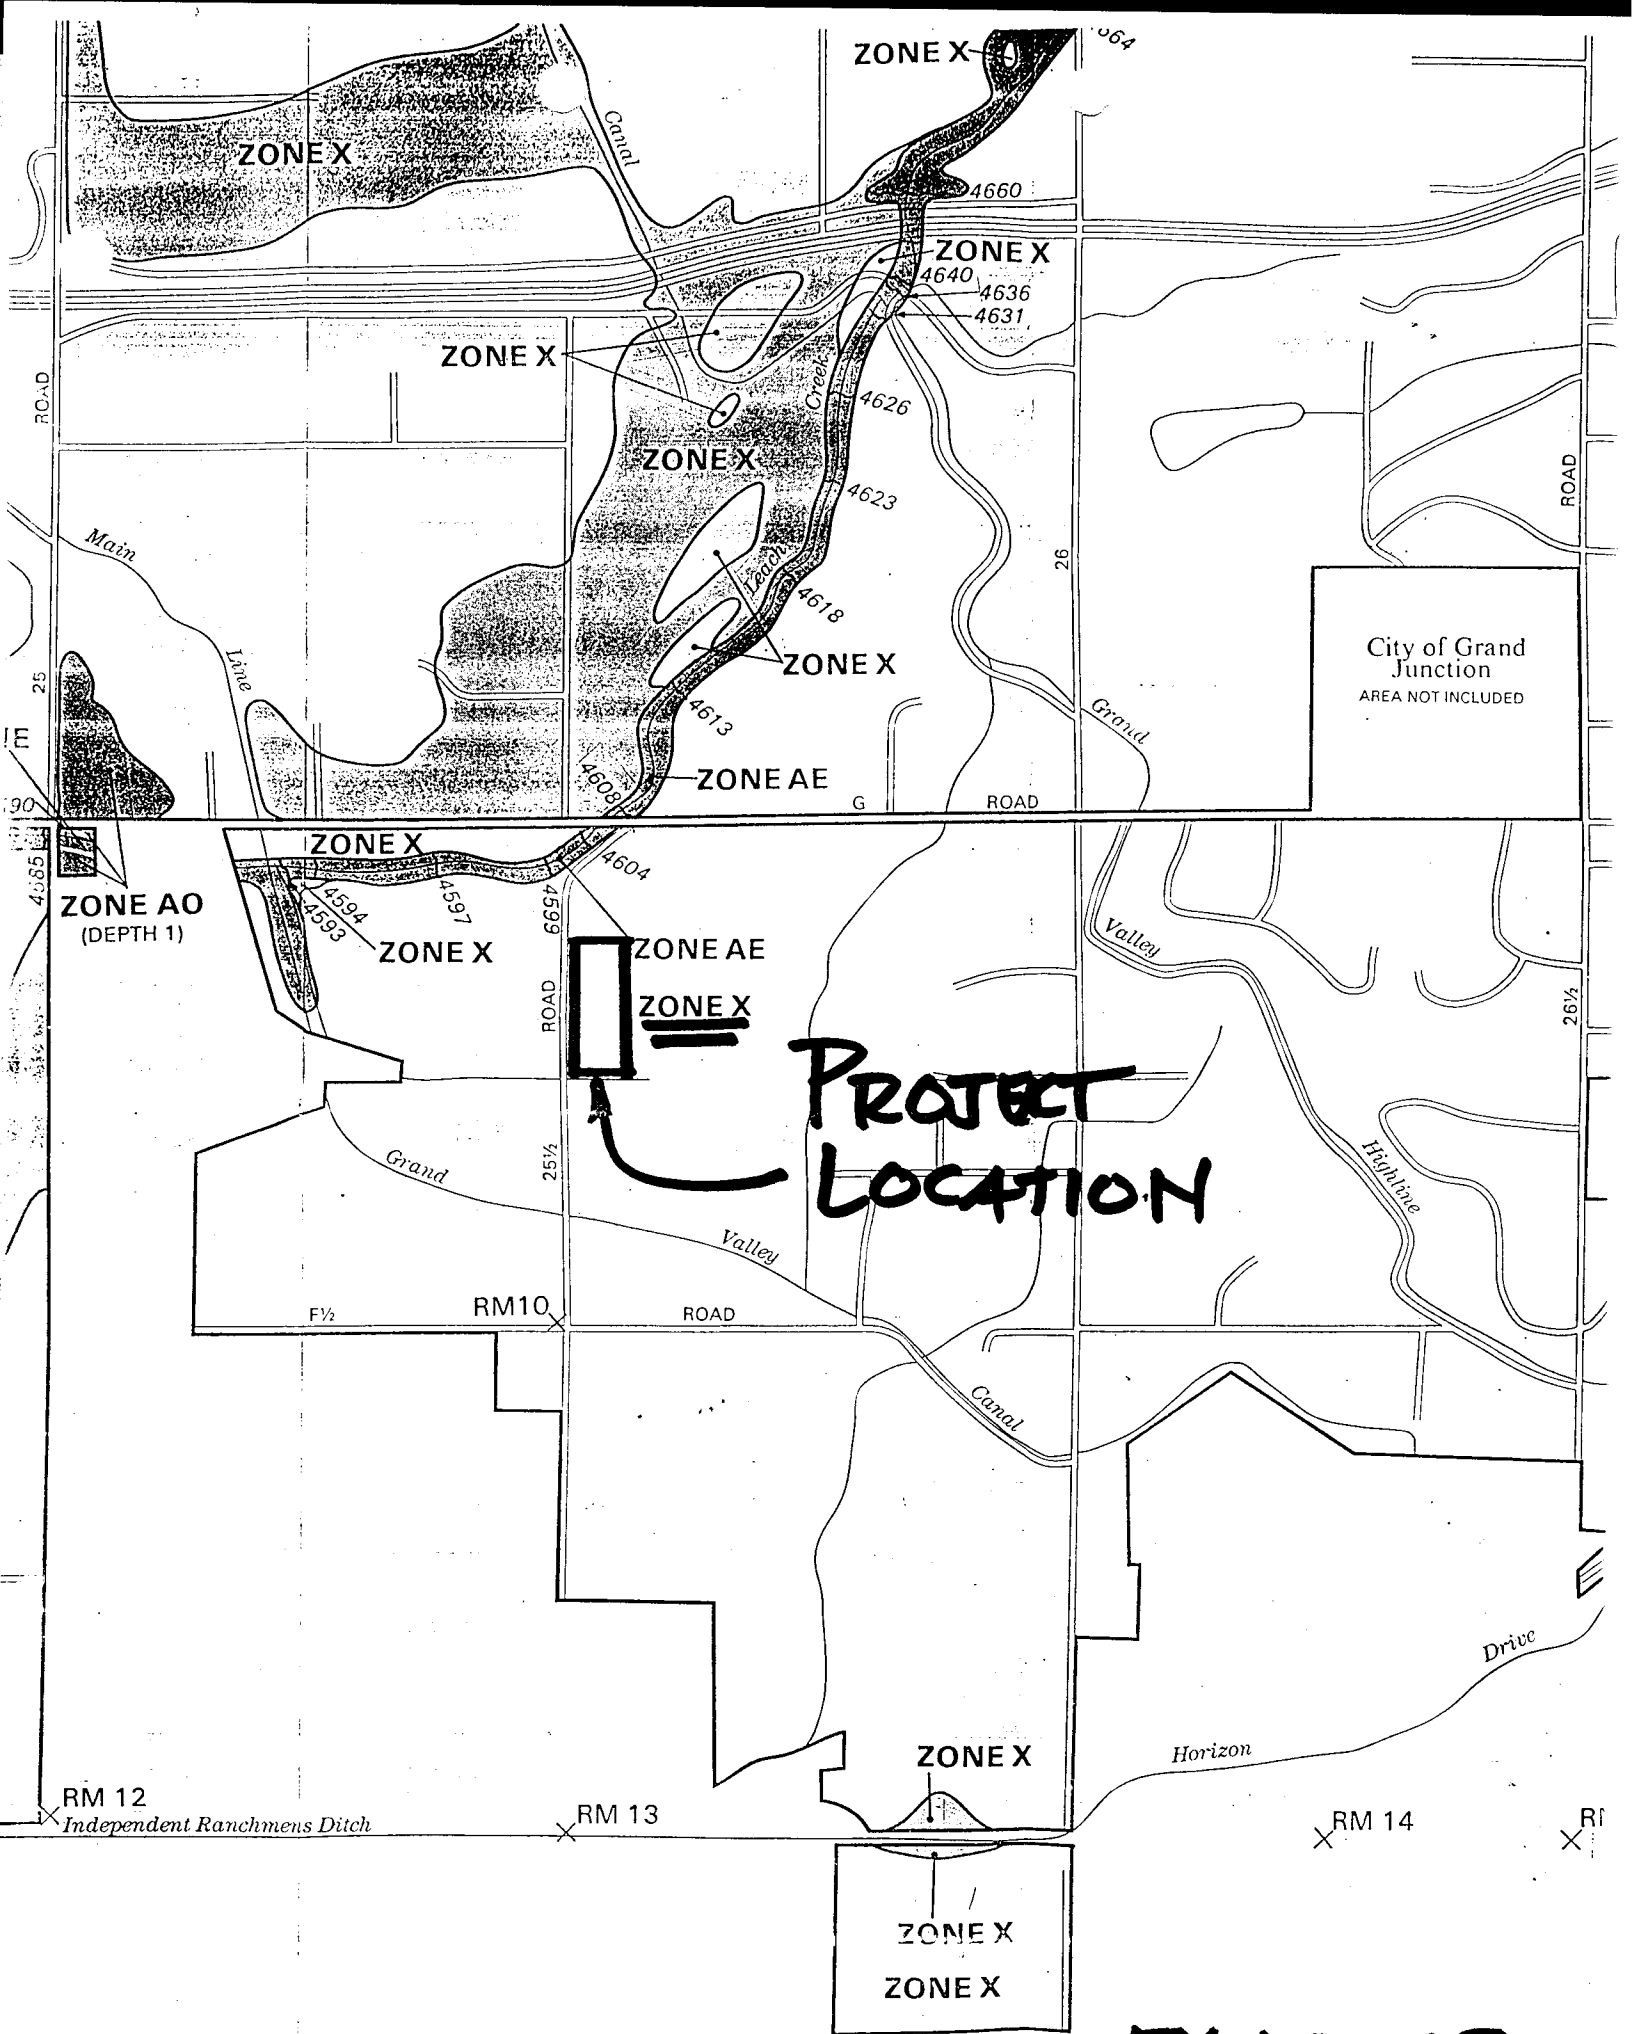 ZONE X
ZONE X
Canal
4660
ZONE X
4640
4636
4631
ZONE X
ROAD
Creek
4626
ZONE X
4623
ROAD
Main
26
Leach
4618
City of Grand
Junction
AREA NOT INCLUDED
Line
ZONE X
25
4613
Grand
ZONE AE
4608
G
ROAD
ZONE X
4604
4585
ZONE AO
(DEPTH 1)
4594
4593
4597
4599
ZONE X
Valley
ZONE AE
ROAD
ZONE X
26½
PROJECT
LOCATION
Grand
25½
Highline
Valley
F½
RM10
ROAD
Canal
Drive
ZONE X
Horizon
RM 12
Independent Ranchmens Ditch
RM 13
RM 14
ZONE X
ZONE X